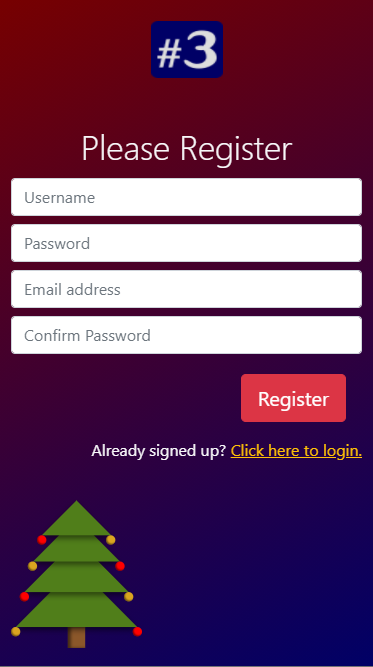 #3
Please Register
Username
Password
Email address
Confirm Password
Register
Already signed up? Click here to login.